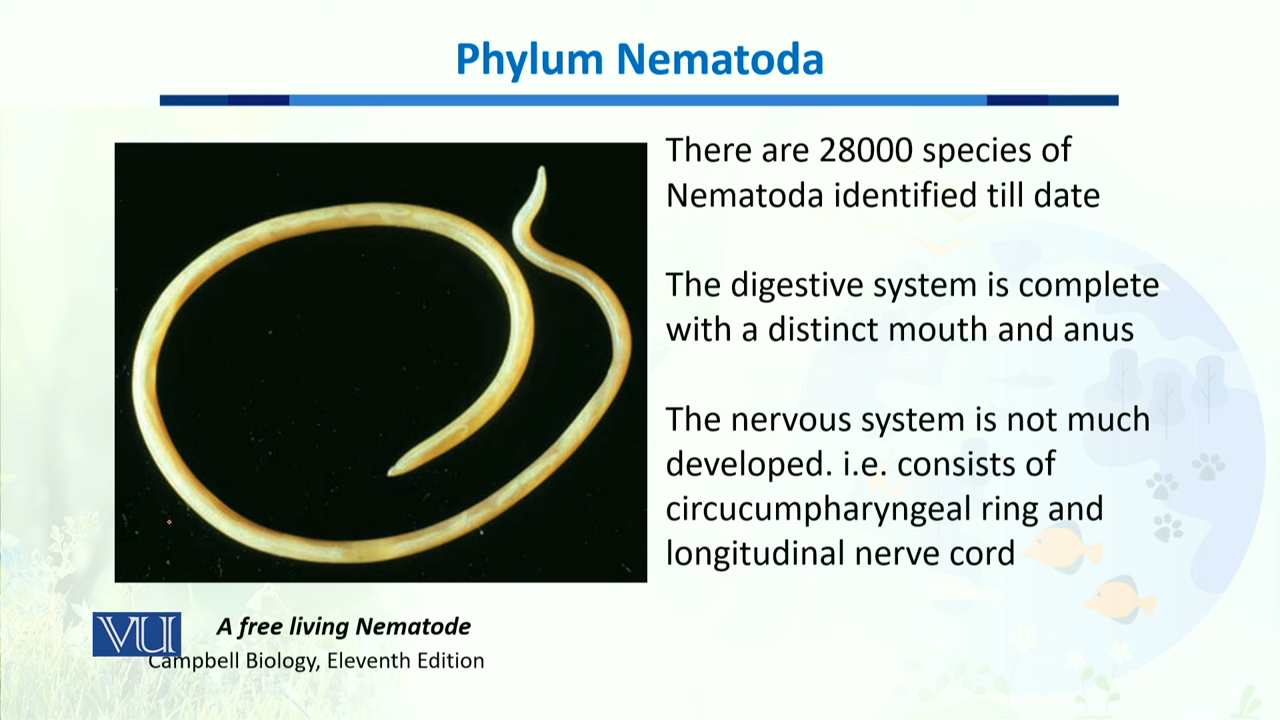 Phylum Nematoda
There are 28000 species of
Nematoda identified till date
The digestive system is complete
with a distinct mouth and anus
The nervous system is not much
developed. i.e. consists of
circucumpharyngeal ring and
longitudinal nerve cord
VU
A free living Nematode
Campbell Biology, Eleventh Edition